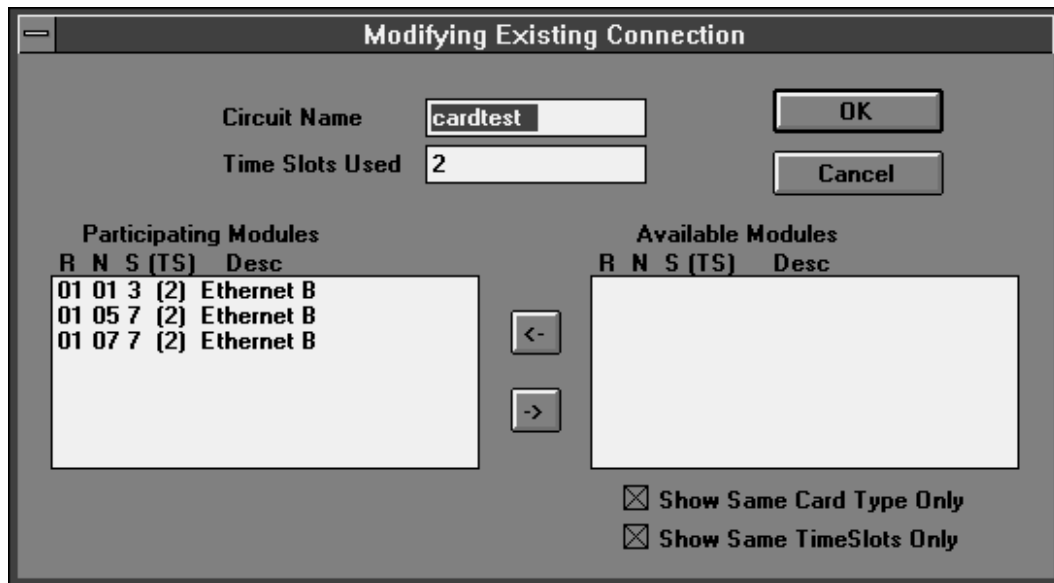 Modifying Existing Connection
Circuit Name cardtest OK
Time Slots Used 2 Cancel
Participating Modules Available Modules
R N S (TS) Desc R N S (TS) Desc
01 01 3 (2) Ethernet B
01 05 7 (2) Ethernet B
01 07 7 (2) Ethernet B
<-
->
Show Same Card Type Only
Show Same TimeSlots Only